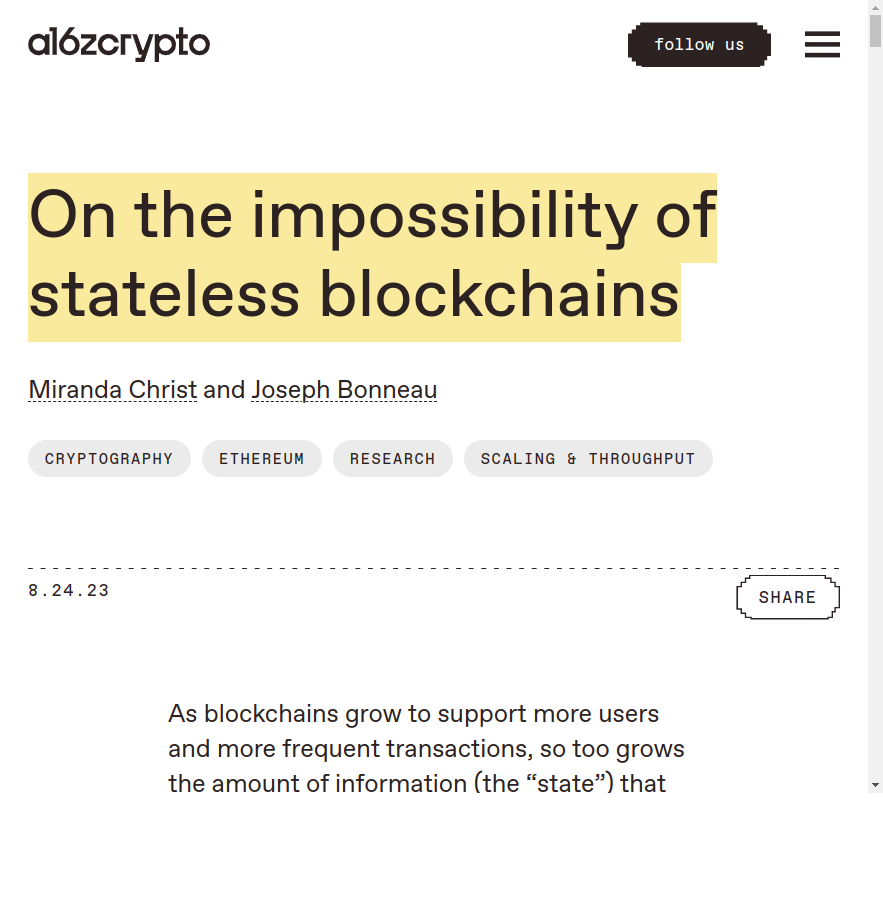 a16zcrypto
follow us
On the impossibility of
stateless blockchains
Miranda Christ and Joseph Bonneau
CRYPTOGRAPHY ETHEREUM RESEARCH SCALING & THROUGHPUT
8.24.23
SHARE
As blockchains grow to support more users
and more frequent transactions, so too grows
the amount of information (the “state”) that